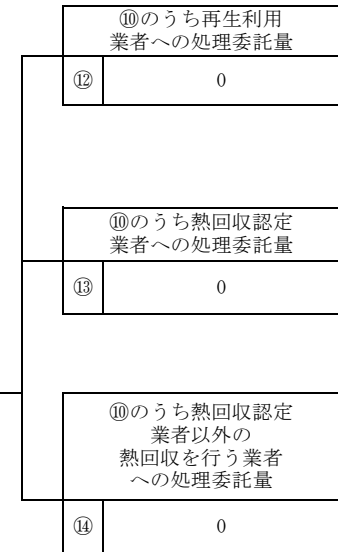 ⑩のうち再生利用
業者への処理委託量
⑫ 0
⑩のうち熱回収認定
業者への処理委託量
⑬ 0
⑩のうち熱回収認定
業者以外の
熱回収を行う業者
への処理委託量
⑭ 0